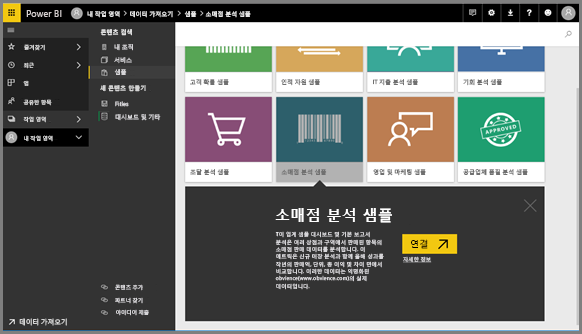 Power BI 내 작업 영역 > 데이터 가져오기 > 샘플 > 소매점 분석 샘플
즐겨찾기
최근
앱
공유한 항목
작업 영역
내 작업 영역
데이터 가져오기
콘텐츠 검색
내 조직
서비스
샘플
새 콘텐츠 만들기
Files
대시보드 및 기타
콘텐츠 추가
파트너 찾기
아이디어 제출
고객 수익률 샘플
인적 자원 샘플
IT 지출 분석 샘플
기회 분석 샘플
조달 분석 샘플
소매점 분석 샘플
영업 및 마케팅 샘플
APPROVED
공급업체 품질 분석 샘플
소매점 분석 샘플
T이 업계 샘플 대시보드 및 기본 보고서
분석은 여러 상점과 구역에서 판매된 항목의
소매점 판매 데이터를 분석합니다. 이
메트릭은 신규 매장 분석과 함께 올해 성과를
작년의 판매액, 단위, 총 이익 및 차이 면에서
비교합니다. 이러한 데이터는 익명화된
obvience(www.obvience.com)의 실제
데이터입니다.
연결
자세한 정보